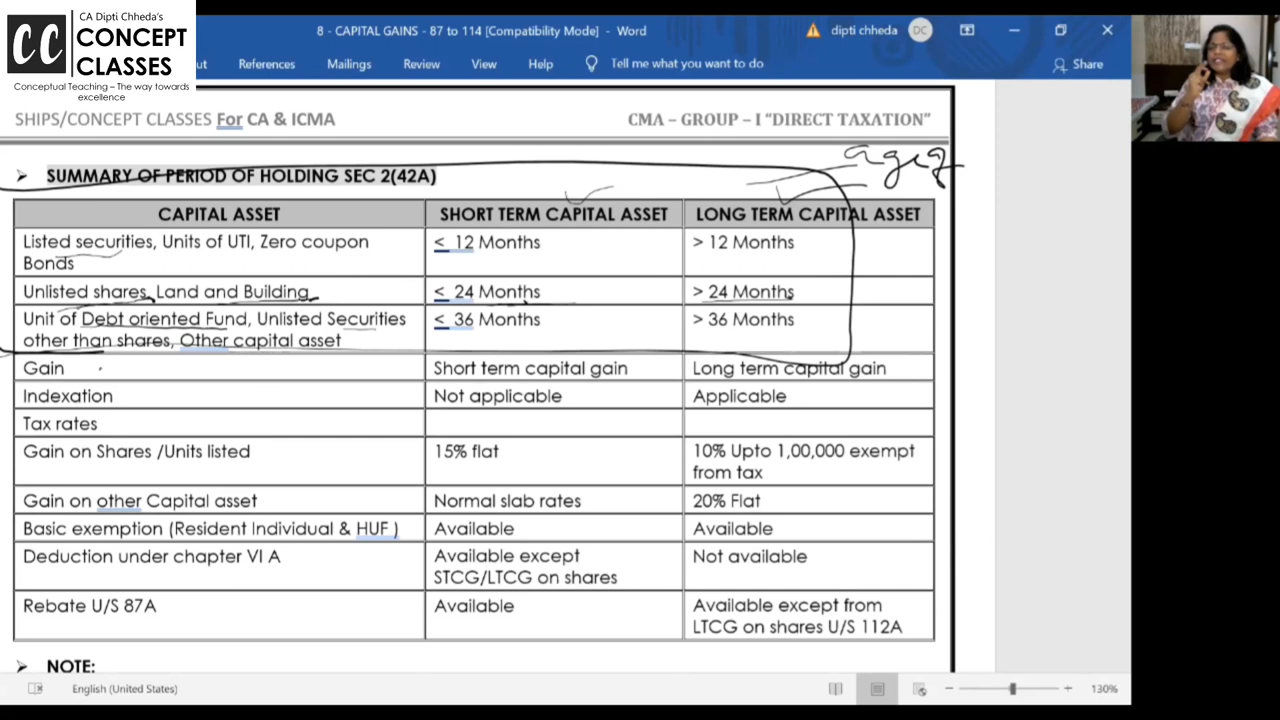 CA Dipti Chheda's
CC CONCEPT
CLASSES
Conceptual Teaching – The way towards
excellence
8 - CAPITAL GAINS - 87 to 114 [Compatibility Mode] - Word
dipti chheda DC
ut References Mailings Review View Help Tell me what you want to do Share
SHIPS/CONCEPT CLASSES For CA & ICMA CMA – GROUP – I "DIRECT TAXATION"
➢ SUMMARY OF PERIOD OF HOLDING SEC 2(42A)
CAPITAL ASSET SHORT TERM CAPITAL ASSET LONG TERM CAPITAL ASSET
Listed securities, Units of UTI, Zero coupon < 12 Months > 12 Months
Bonds
Unlisted shares, Land and Building < 24 Months > 24 Months
Unit of Debt oriented Fund, Unlisted Securities < 36 Months > 36 Months
other than shares, Other capital asset
Gain Short term capital gain Long term capital gain
Indexation Not applicable Applicable
Tax rates
Gain on Shares /Units listed 15% flat 10% Upto 1,00,000 exempt
from tax
Gain on other Capital asset Normal slab rates 20% Flat
Basic exemption (Resident Individual & HUF ) Available Available
Deduction under chapter VI A Available except Not available
STCG/LTCG on shares
Rebate U/S 87A Available Available except from
LTCG on shares U/S 112A
➢ NOTE:
English (United States) 130%